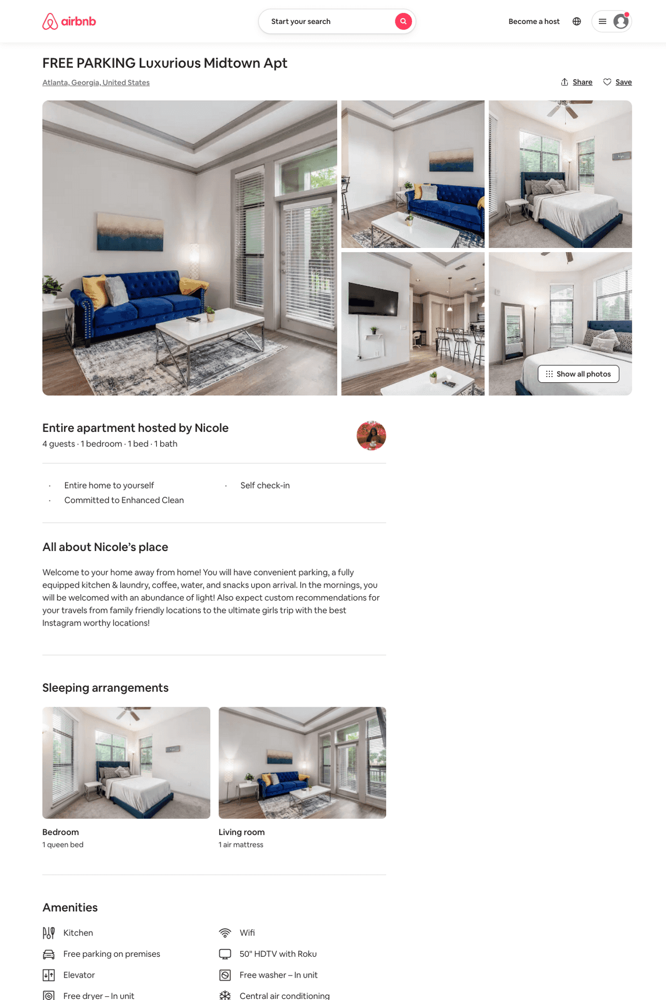 airbnb
Start your search
Become a host
FREE PARKING Luxurious Midtown Apt
Atlanta, Georgia, United States
Share
Save
Show all photos
Entire apartment hosted by Nicole
4 guests · 1 bedroom · 1 bed · 1 bath
· Entire home to yourself
· Self check-in
· Committed to Enhanced Clean
All about Nicole’s place
Welcome to your home away from home! You will have convenient parking, a fully
equipped kitchen & laundry, coffee, water, and snacks upon arrival. In the mornings, you
will be welcomed with an abundance of light! Also expect custom recommendations for
your travels from family friendly locations to the ultimate girls trip with the best
Instagram worthy locations!
Sleeping arrangements
Bedroom
1 queen bed
Living room
1 air mattress
Amenities
Kitchen
Wifi
Free parking on premises
50" HDTV with Roku
Elevator
Free washer – In unit
Free dryer – In unit
Central air conditioning